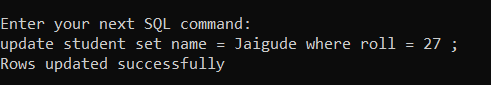 Enter your next SQL command:
update student set name = Jaigude where roll = 27 ;
Rows updated successfully